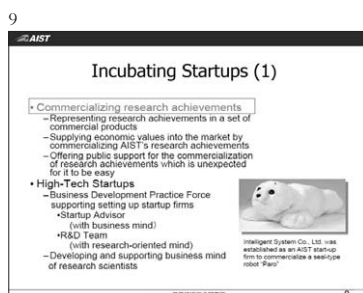 9
AIST
Incubating Startups (1)
• Commercializing research achievements
–Representing research achievements in a set of
commercial products
–Supplying economic values into the market by
commercializing AIST's research achievements
–Offering public support for the commercialization
of research achievements which is unexpected
for it to be easy
• High-Tech Startups
–Business Development Practice Force
supporting setting up startup firms
•Startup Advisor
(with business mind)
•R&D Team
(with research-oriented mind)
–Developing and supporting business mind
of research scientists
Intelligent System Co., Ltd. was
established as an AIST start-up
firm to commercialize a seal-type
robot "Paro"
9